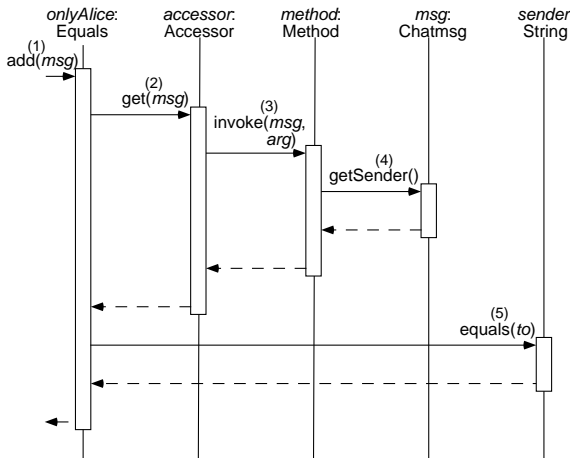 onlyAlice: accessor: method: msg: sender
Equals Accessor Method Chatmsg String
(1)
add(msg)
(2)
get(msg)
(3)
invoke(msg,
arg)
(4)
getSender()
(5)
equals(to)